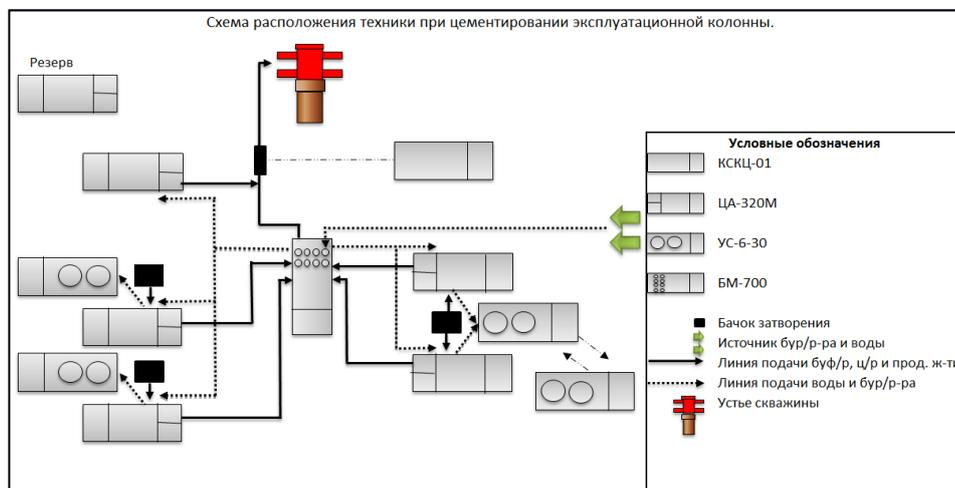 Схема расположения техники при цементировании эксплуатационной колонны.
Резерв
Условные обозначения
КСКЦ-01
ЦА-320М
УС-6-30
БМ-700
Бачок затворения
Источник бур/р-ра и воды
Линия подачи буф/р, ц/р и прод. ж-ти
Линия подачи воды и бур/р-ра
Устье скважины